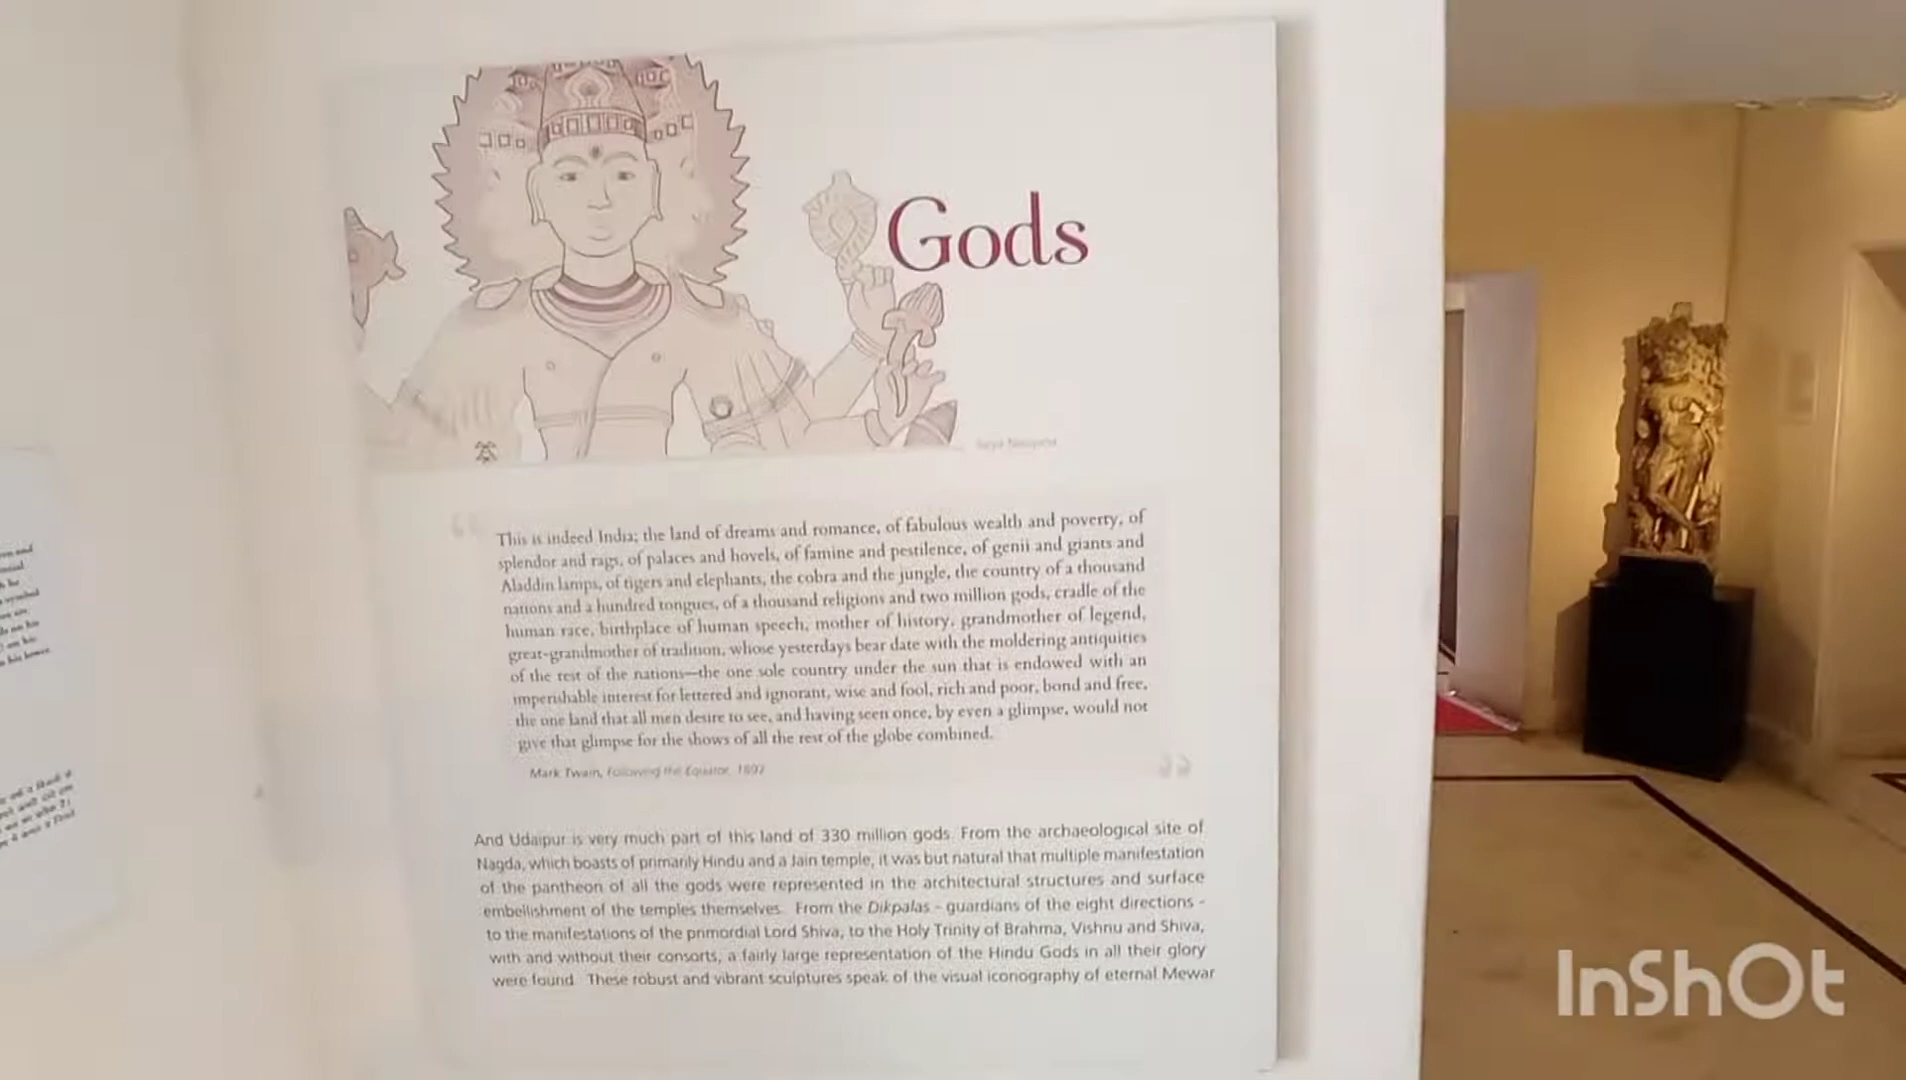 Gods
This is indeed India; the land of dreams and romance, of fabulous wealth and poverty, of
splendor and rags, of palaces and hovels, of famine and pestilence, of genii and giants and
Aladdin lamps, of tigers and elephants, the cobra and the jungle, the country of a thousand
nations and a hundred tongues, of a thousand religions and two million gods, cradle of the
human race, birthplace of human speech, mother of history, grandmother of legend,
great-grandmother of tradition, whose yesterdays bear date with the moldering antiquities
of the rest of the nations—the one sole country under the sun that is endowed with an
imperishable interest for lettered and ignorant, wise and fool, rich and poor, bond and free,
the one land that all men desire to see, and having seen once, by even a glimpse, would not
give that glimpse for the shows of all the rest of the globe combined.
Mark Twain, Following the Equator, 1897
And Udaipur is very much part of this land of 330 million gods. From the archaeological site of
Nagda, which boasts of primarily Hindu and a Jain temple, it was but natural that multiple manifestation
of the pantheon of all the gods were represented in the architectural structures and surface
embellishment of the temples themselves. From the Dikpalas - guardians of the eight directions -
to the manifestations of the primordial Lord Shiva, to the Holy Trinity of Brahma, Vishnu and Shiva,
with and without their consorts, a fairly large representation of the Hindu Gods in all their glory
were found. These robust and vibrant sculptures speak of the visual iconography of eternal Mewar
InShOt